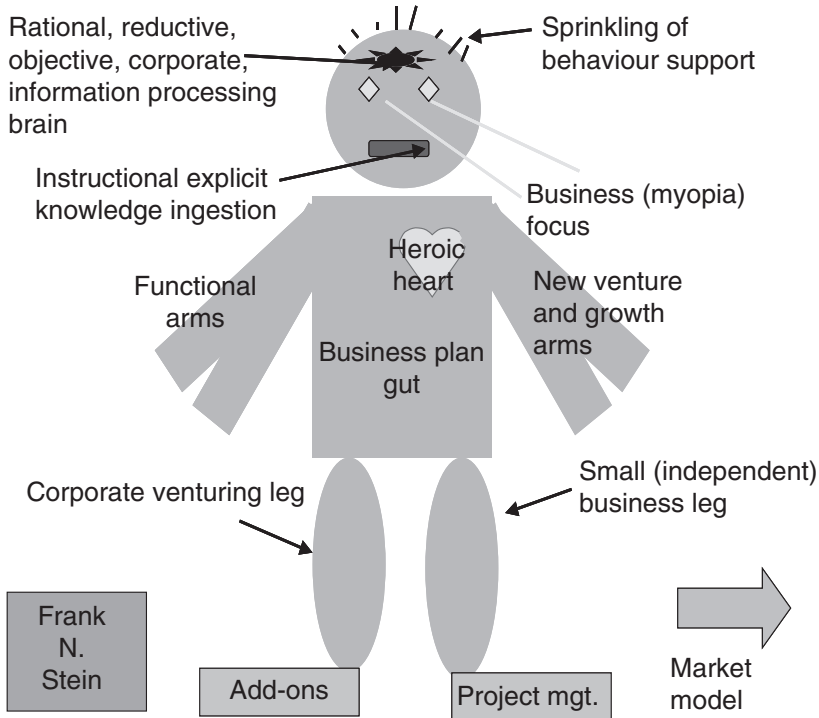 Rational, reductive,
objective, corporate,
information processing
brain
Sprinkling of
behaviour support
Instructional explicit
knowledge ingestion
Business (myopia)
focus
Heroic
heart
Functional
arms
New venture
and growth
arms
Business plan
gut
Corporate venturing leg
Small (independent)
business leg
Frank
N.
Stein
Add-ons
Project mgt.
Market
model